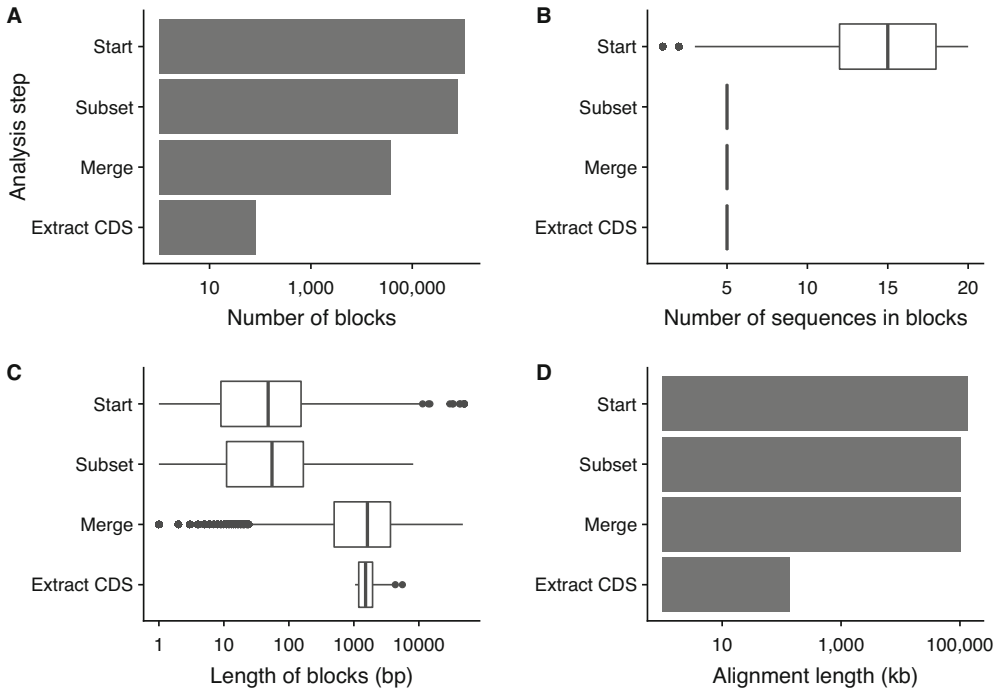 A
Analysis step
Start
Subset
Merge
Extract CDS
10
1,000
100,000
Number of blocks
B
Start
Subset
Merge
Extract CDS
5
10
15
20
Number of sequences in blocks
C
Start
Subset
Merge
Extract CDS
1
10
100
1000
10000
Length of blocks (bp)
D
Start
Subset
Merge
Extract CDS
10
1,000
100,000
Alignment length (kb)